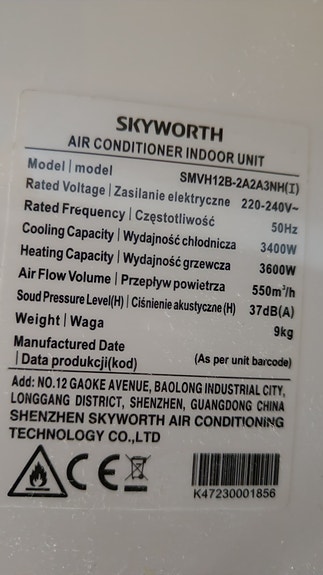 SKYWORTH
AIR CONDITIONER INDOOR UNIT
Model | model SMVH12B-2A2A3NH(I)
Rated Voltage | Zasilanie elektryczne 220-240V~
Rated Frequency | Częstotliwość 50Hz
Cooling Capacity | Wydajność chłodnicza 3400W
Heating Capacity | Wydajność grzewcza 3600W
Air Flow Volume | Przepływ powietrza 550m³/h
Soud Pressure Level(H) | Ciśnienie akustyczne (H) 37dB(A)
Weight | Waga 9kg
Manufactured Date
| Data produkcji(kod) (As per unit barcode)
Add: NO.12 GAOKE AVENUE, BAOLONG INDUSTRIAL CITY,
LONGGANG DISTRICT, SHENZHEN, GUANGDONG CHINA
SHENZHEN SKYWORTH AIR CONDITIONING
TECHNOLOGY CO.,LTD
CE
K47230001856